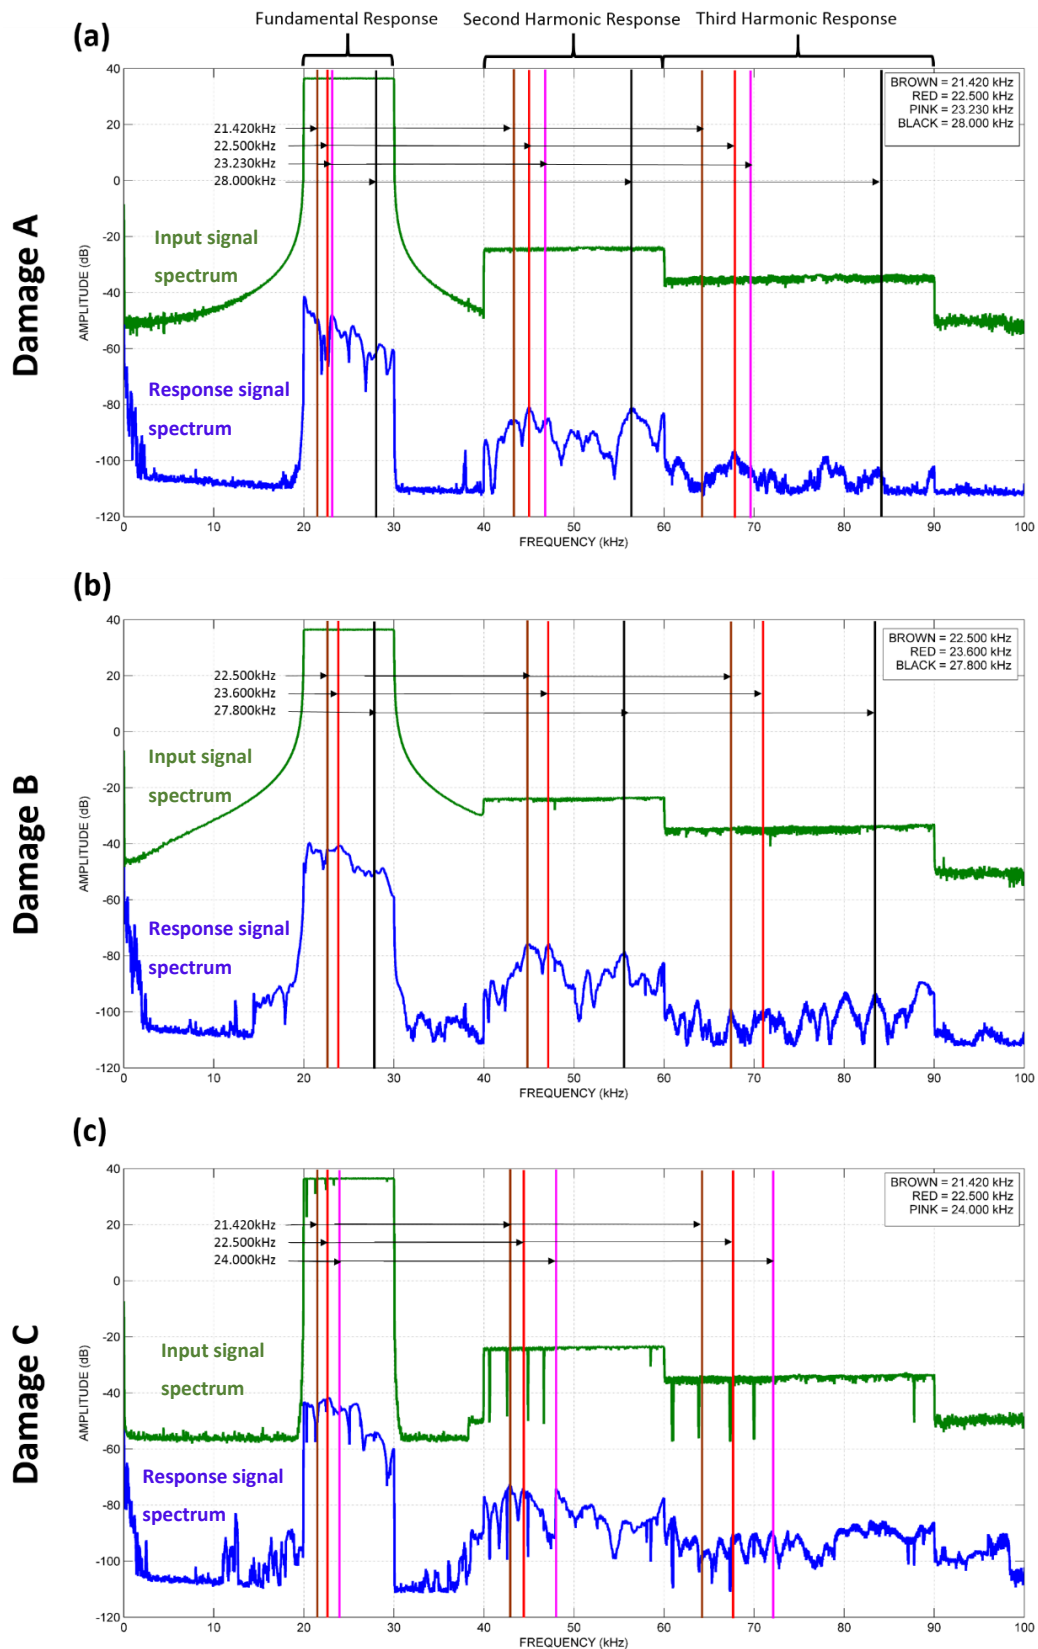 Fundamental Response Second Harmonic Response Third Harmonic Response
(a)
Damage A
AMPLITUDE (dB)
40
20
0
-20
-40
-60
-80
-100
-120
BROWN = 21.420 kHz
RED = 22.500 kHz
PINK = 23.230 kHz
BLACK = 28.000 kHz
21.420kHz
22.500kHz
23.230kHz
28.000kHz
Input signal
spectrum
Response signal
spectrum
0 10 20 30 40 50 60 70 80 90 100
FREQUENCY (kHz)
(b)
Damage B
AMPLITUDE (dB)
40
20
0
-20
-40
-60
-80
-100
-120
BROWN = 22.500 kHz
RED = 23.600 kHz
BLACK = 27.800 kHz
22.500kHz
23.600kHz
27.800kHz
Input signal
spectrum
Response signal
spectrum
0 10 20 30 40 50 60 70 80 90 100
FREQUENCY (kHz)
(c)
Damage C
AMPLITUDE (dB)
40
20
0
-20
-40
-60
-80
-100
-120
BROWN = 21.420 kHz
RED = 22.500 kHz
PINK = 24.000 kHz
21.420kHz
22.500kHz
24.000kHz
Input signal
spectrum
Response signal
spectrum
0 10 20 30 40 50 60 70 80 90 100
FREQUENCY (kHz)